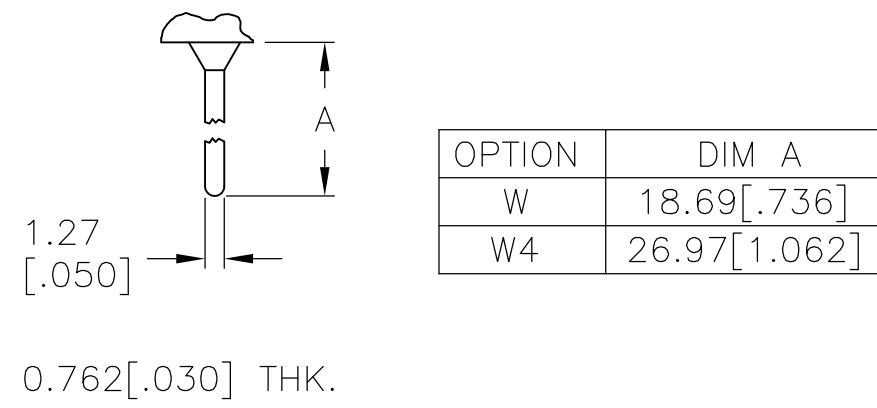 A
1.27
[.050]
0.762[.030] THK.
OPTION DIM A
W 18.69[.736]
W4 26.97[1.062]